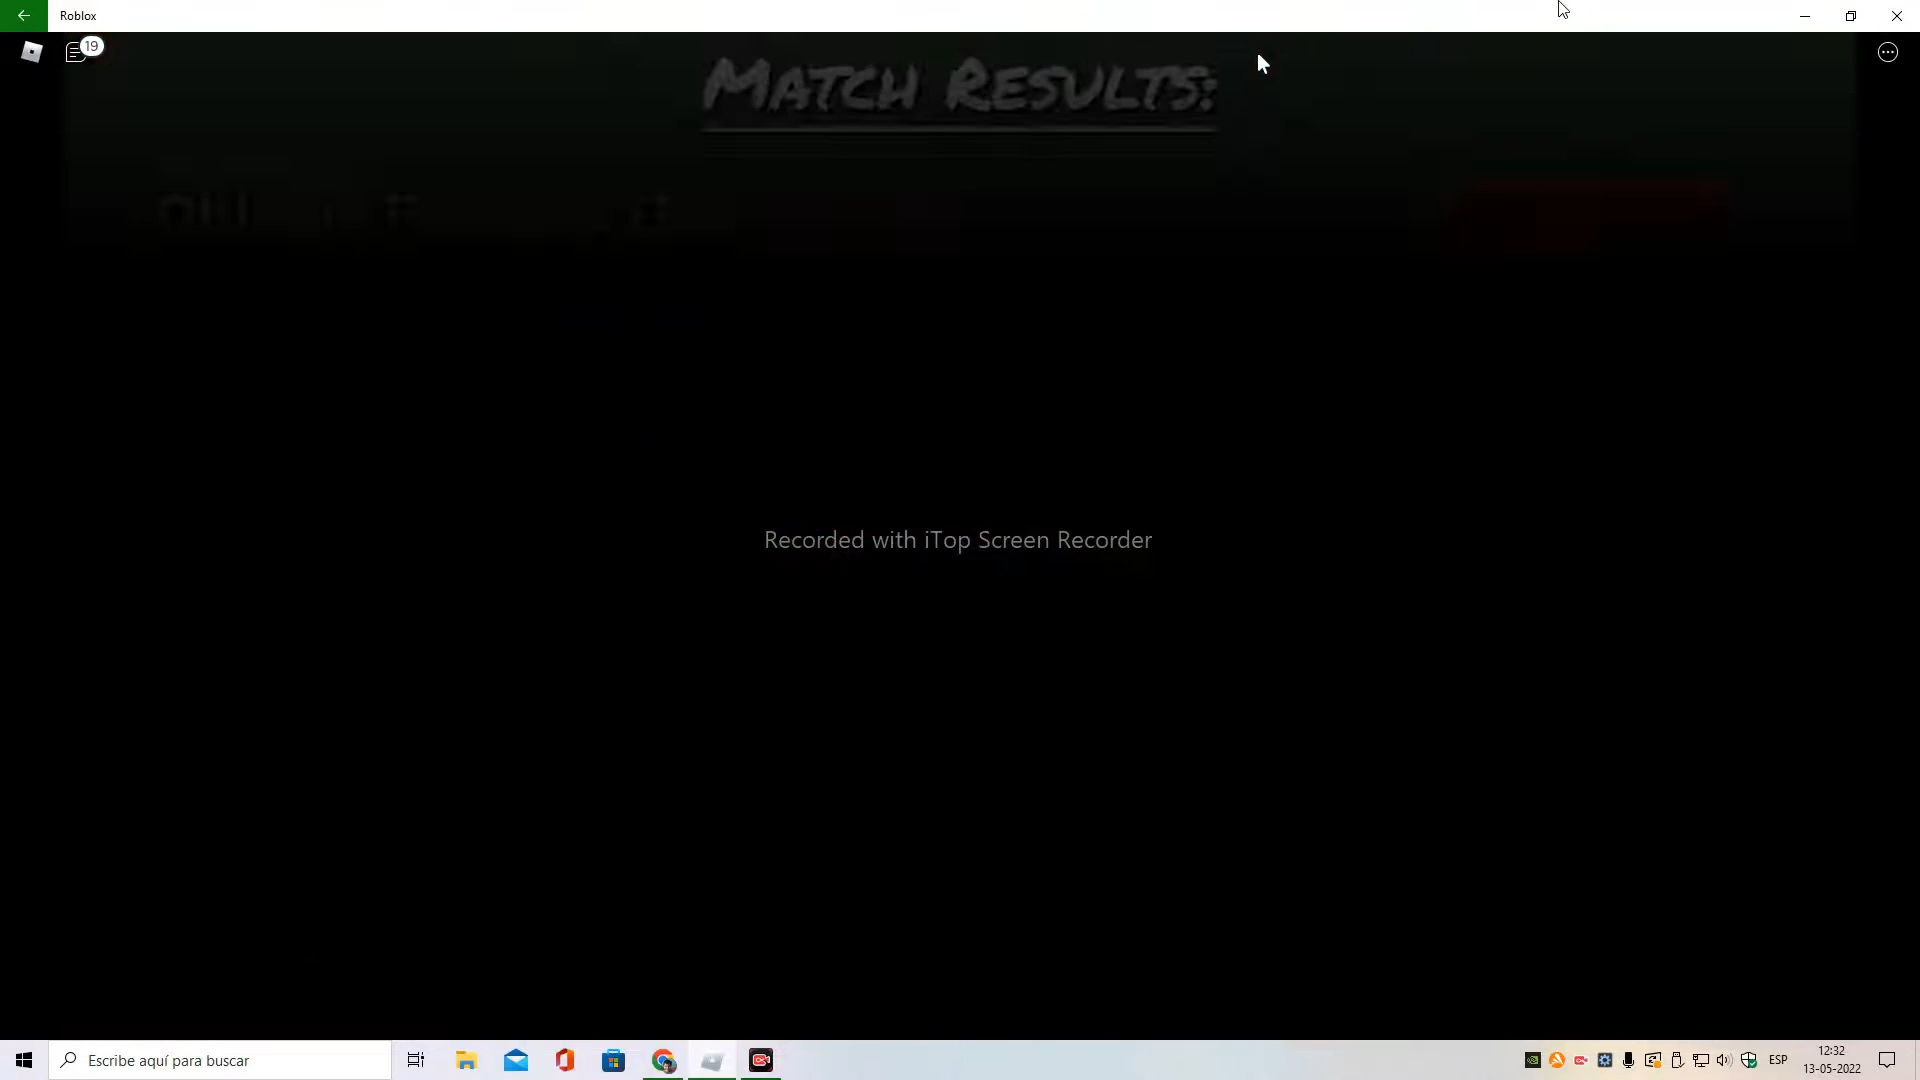 Roblox
19
Match Results:
Recorded with iTop Screen Recorder
Escribe aquí para buscar
ESP
12:32
13-05-2022